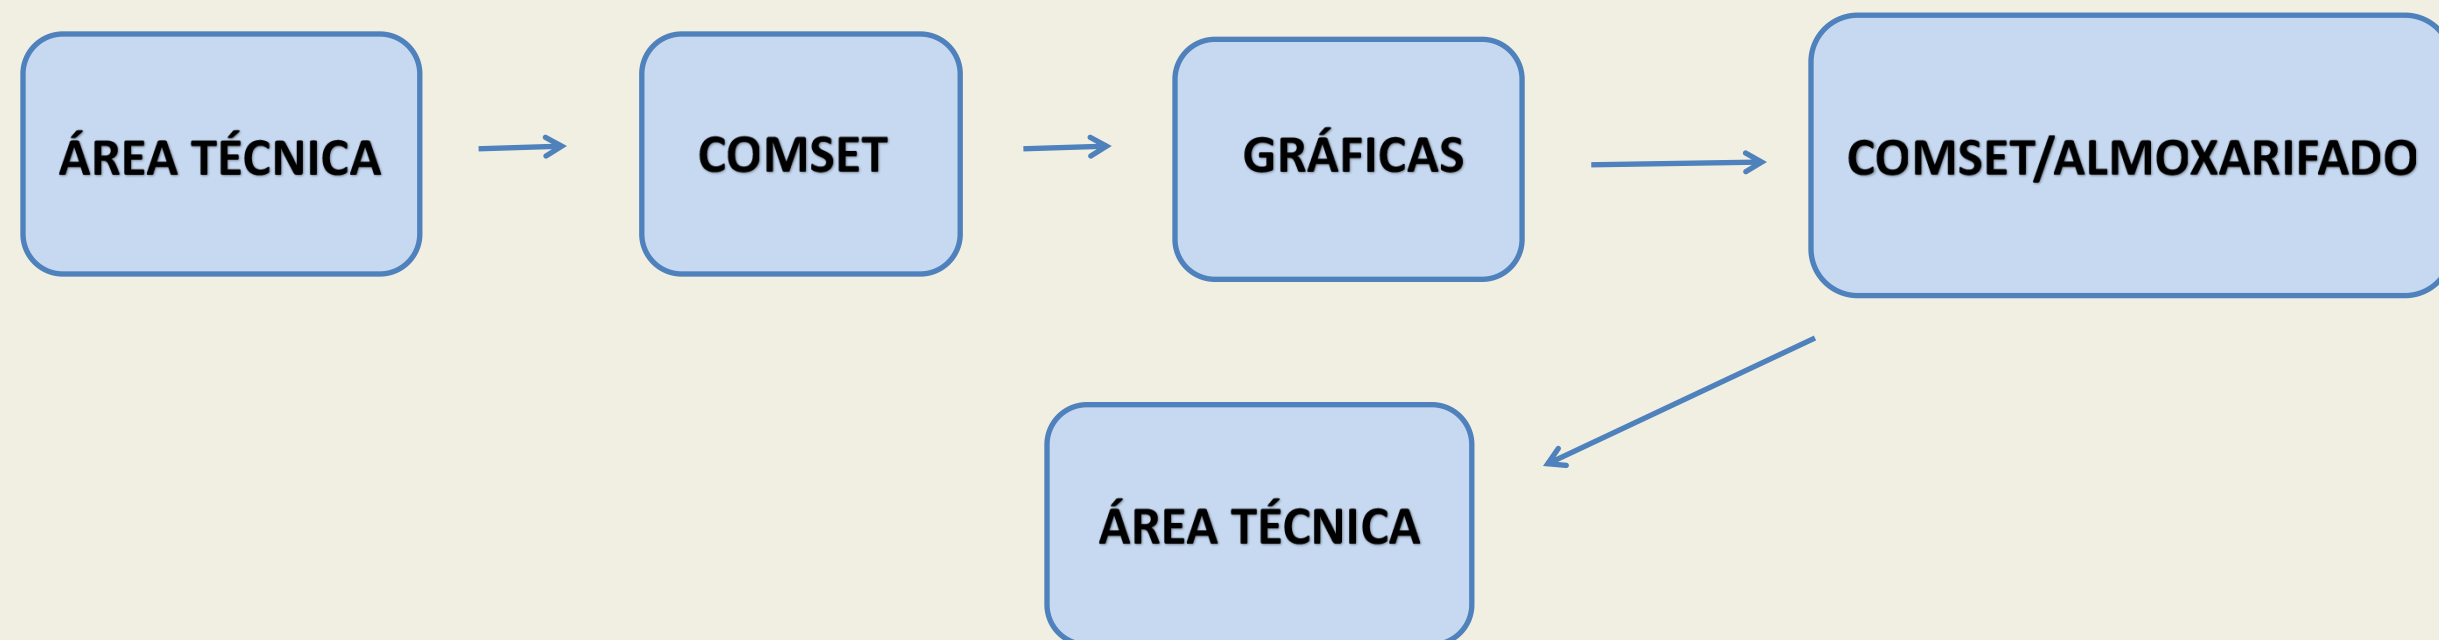 ÁREA TÉCNICA
COMSET
GRÁFICAS
COMSET/ALMOXARIFADO
ÁREA TÉCNICA